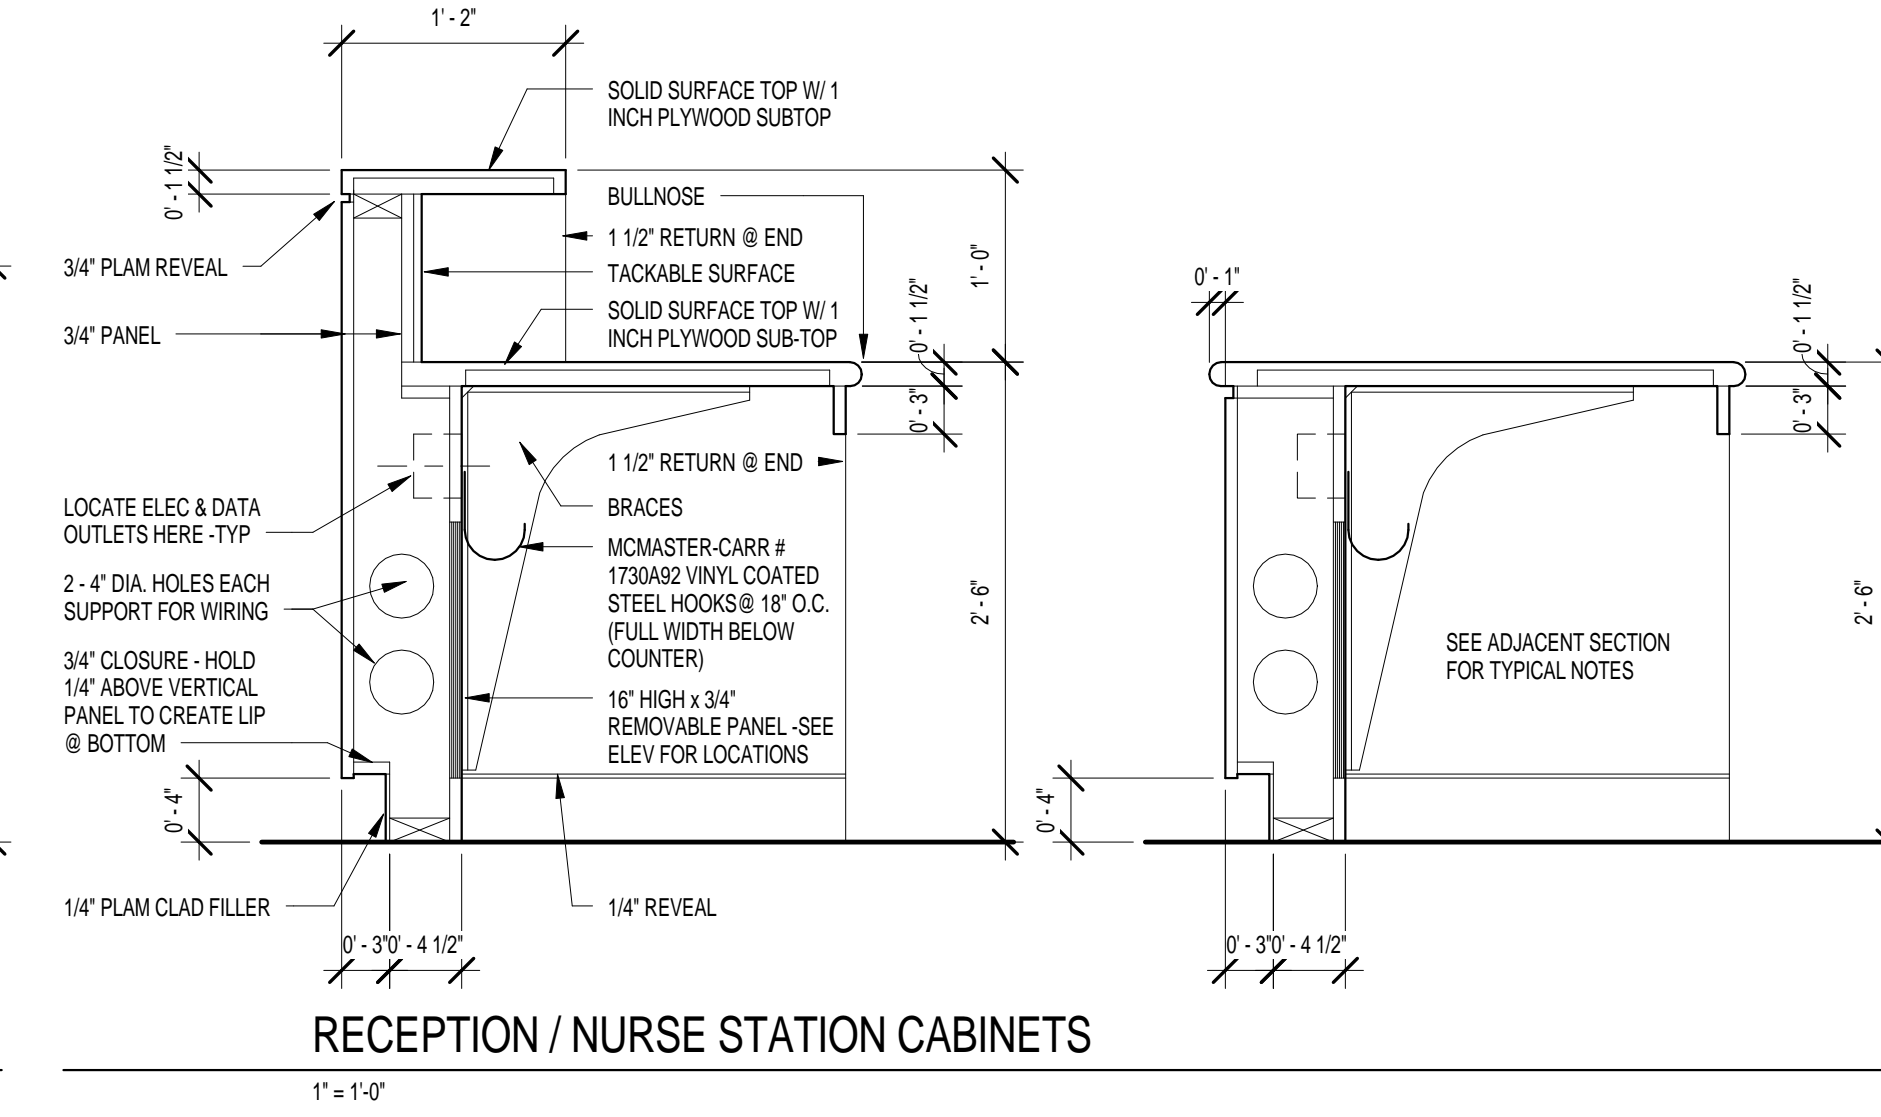 1' - 2"
SOLID SURFACE TOP W/ 1
INCH PLYWOOD SUBTOP
0' - 1 1/2"
BULLNOSE
1 1/2" RETURN @ END
TACKABLE SURFACE
SOLID SURFACE TOP W/ 1
INCH PLYWOOD SUB-TOP
3/4" PLAM REVEAL
3/4" PANEL
1' - 0"
0' - 1 1/2"
0' - 3"
1 1/2" RETURN @ END
BRACES
LOCATE ELEC & DATA
OUTLETS HERE -TYP
MCMASTER-CARR #
1730A92 VINYL COATED
STEEL HOOKS@ 18" O.C.
(FULL WIDTH BELOW
COUNTER)
2 - 4" DIA. HOLES EACH
SUPPORT FOR WIRING
2' - 6"
3/4" CLOSURE - HOLD
1/4" ABOVE VERTICAL
PANEL TO CREATE LIP
@ BOTTOM
16" HIGH x 3/4"
REMOVABLE PANEL -SEE
ELEV FOR LOCATIONS
0' - 4"
1/4" PLAM CLAD FILLER
1/4" REVEAL
0' - 3"
0' - 4 1/2"
0' - 1"
0' - 1 1/2"
0' - 3"
2' - 6"
SEE ADJACENT SECTION
FOR TYPICAL NOTES
0' - 4"
0' - 3"
0' - 4 1/2"
RECEPTION / NURSE STATION CABINETS
1" = 1'-0"